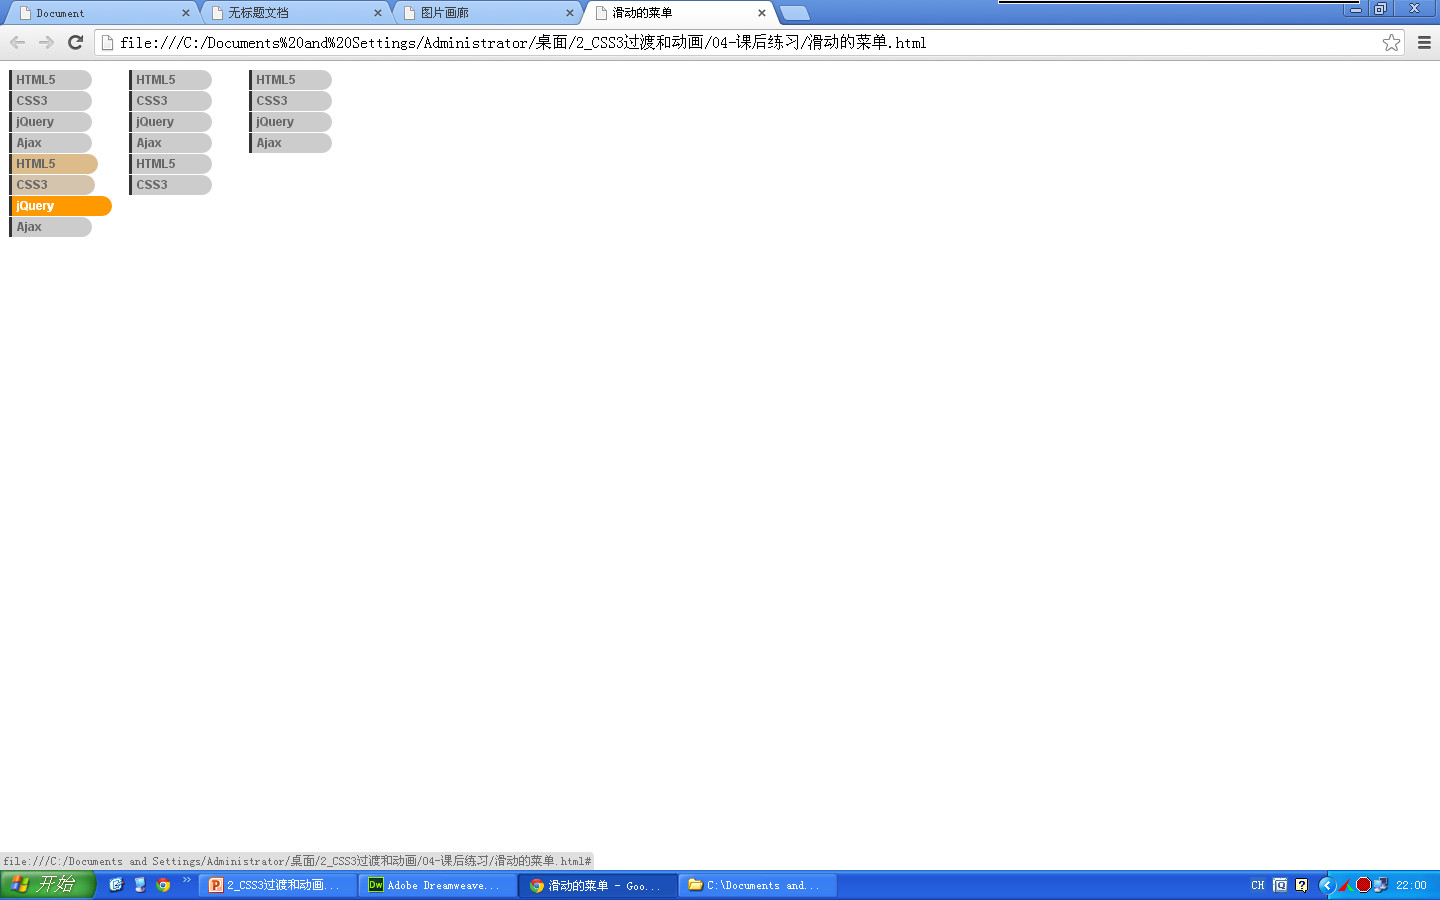 Document
无标题文档
图片画廊
滑动的菜单
file:///C:/Documents%20and%20Settings/Administrator/桌面/2_CSS3过渡和动画/04-课后练习/滑动的菜单.html
HTML5
CSS3
jQuery
Ajax
HTML5
CSS3
jQuery
Ajax
HTML5
CSS3
jQuery
Ajax
HTML5
CSS3
HTML5
CSS3
jQuery
Ajax
file:///C:/Documents and Settings/Administrator/桌面/2_CSS3过渡和动画/04-课后练习/滑动的菜单.html#
开始
2_CSS3过渡和动画...
Adobe Dreamweave...
滑动的菜单 - Goo...
C:\Documents and...
CH
22:00